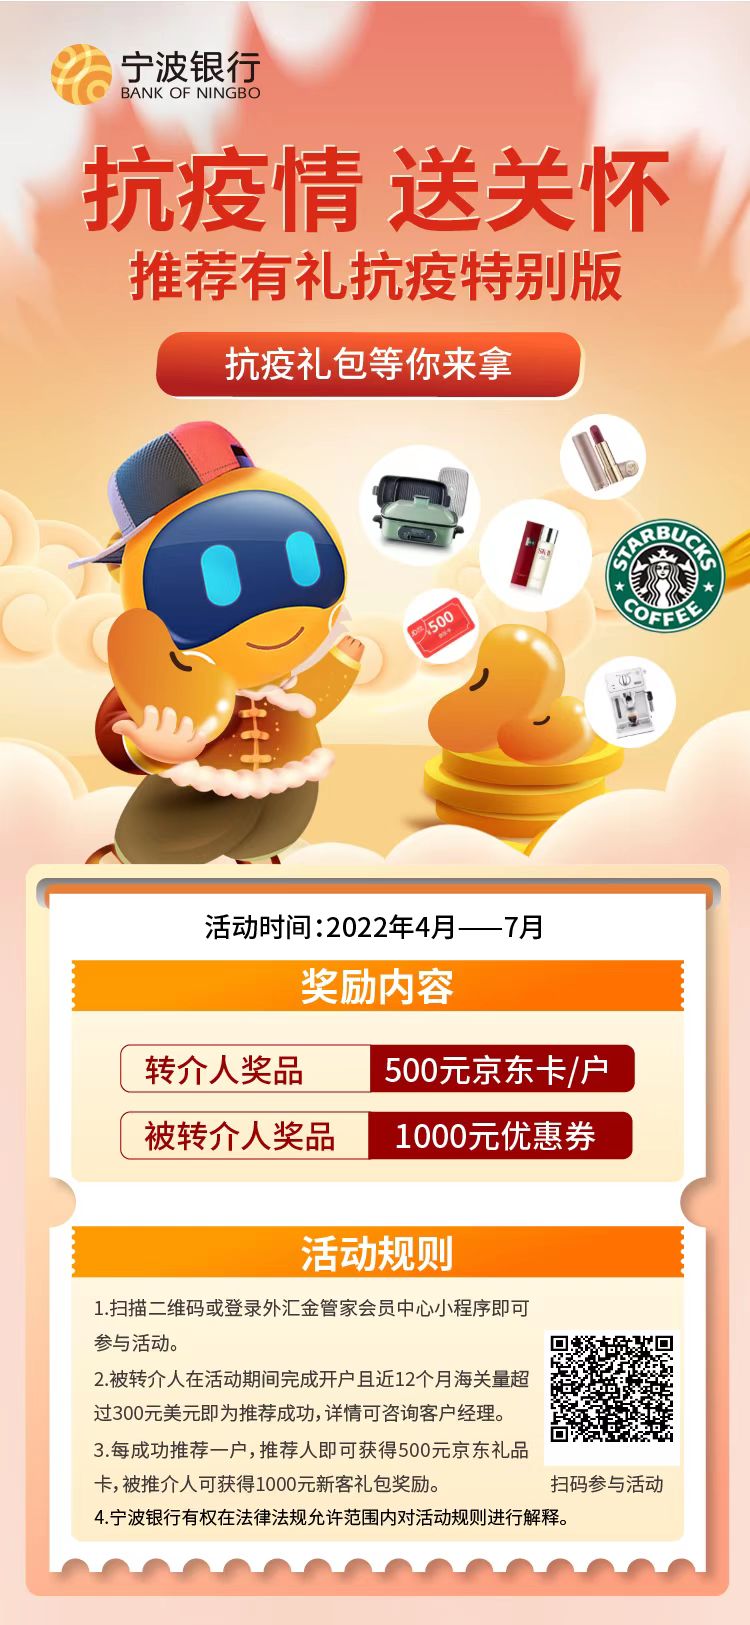 宁波银行
BANK OF NINGBO
抗疫情 送关怀
推荐有礼抗疫特别版
抗疫礼包等你来拿
STARBUCKS
COFFEE
500
活动时间：2022年4月——7月
奖励内容
转介人奖品 500元京东卡/户
被转介人奖品 1000元优惠券
活动规则
1.扫描二维码或登录外汇金管家会员中心小程序即可
参与活动。
2.被转介人在活动期间完成开户且近12个月海关量超
过300元美元即为推荐成功，详情可咨询客户经理。
3.每成功推荐一户，推荐人即可获得500元京东礼品
卡，被推介人可获得1000元新客礼包奖励。
扫码参与活动
4.宁波银行有权在法律法规允许范围内对活动规则进行解释。